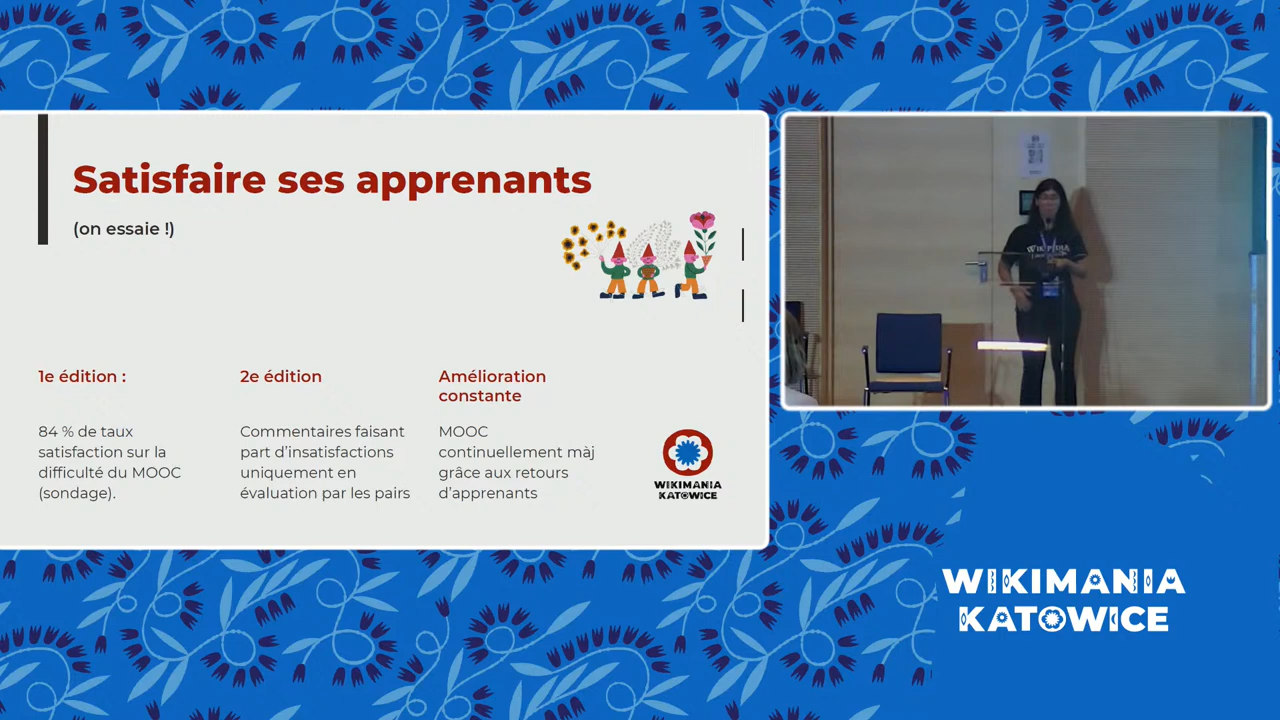 Satisfaire ses apprenants
(on essaie !)
1e édition :
84 % de taux
satisfaction sur la
difficulté du MOOC
(sondage).
2e édition
Commentaires faisant
part d'insatisfactions
uniquement en
évaluation par les pairs
Amélioration
constante
MOOC
continuellement màj
grâce aux retours
d'apprenants
WIKIMANIA
KATOWICE
WIKIMANIA
KATOWICE